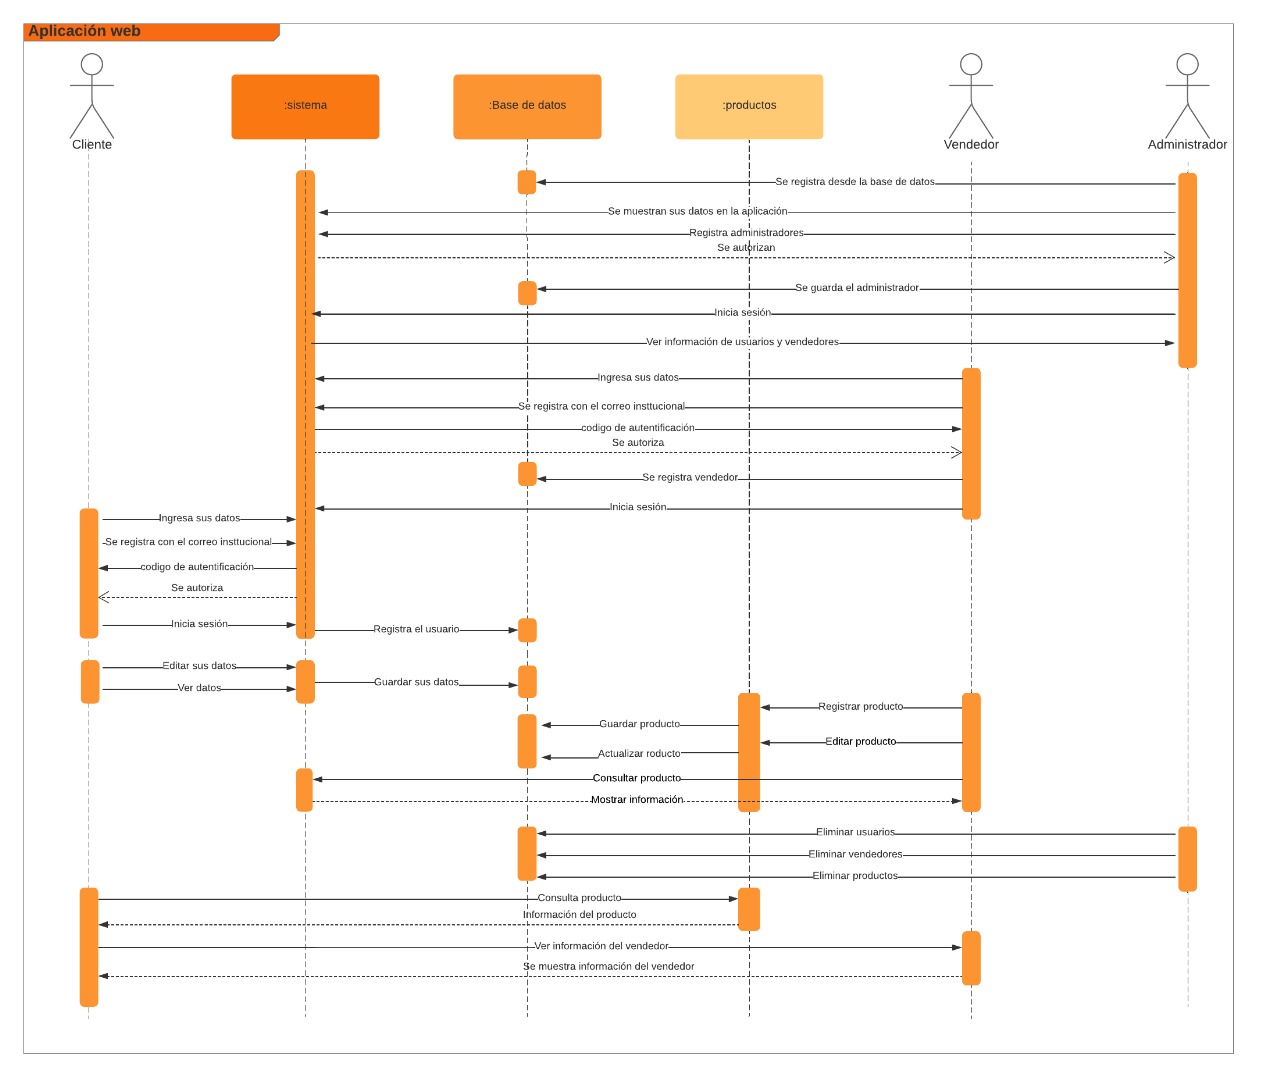 Aplicación web
:sistema
:Base de datos
:productos
Cliente
Vendedor
Administrador
Se registra desde la base de datos
Se muestran sus datos en la aplicación
Registra administradores
Se autorizan
Se guarda el administrador
Inicia sesión
Ver información de usuarios y vendedores
Ingresa sus datos
Se registra con el correo insttucional
codigo de autentificación
Se autoriza
Se registra vendedor
Inicia sesión
Ingresa sus datos
Se registra con el correo insttucional
codigo de autentificación
Se autoriza
Inicia sesión
Registra el usuario
Editar sus datos
Guardar sus datos
Ver datos
Registrar producto
Guardar producto
Editar producto
Actualizar roducto
Consultar producto
Mostrar información
Eliminar usuarios
Eliminar vendedores
Eliminar productos
Consulta producto
Información del producto
Ver información del vendedor
Se muestra información del vendedor